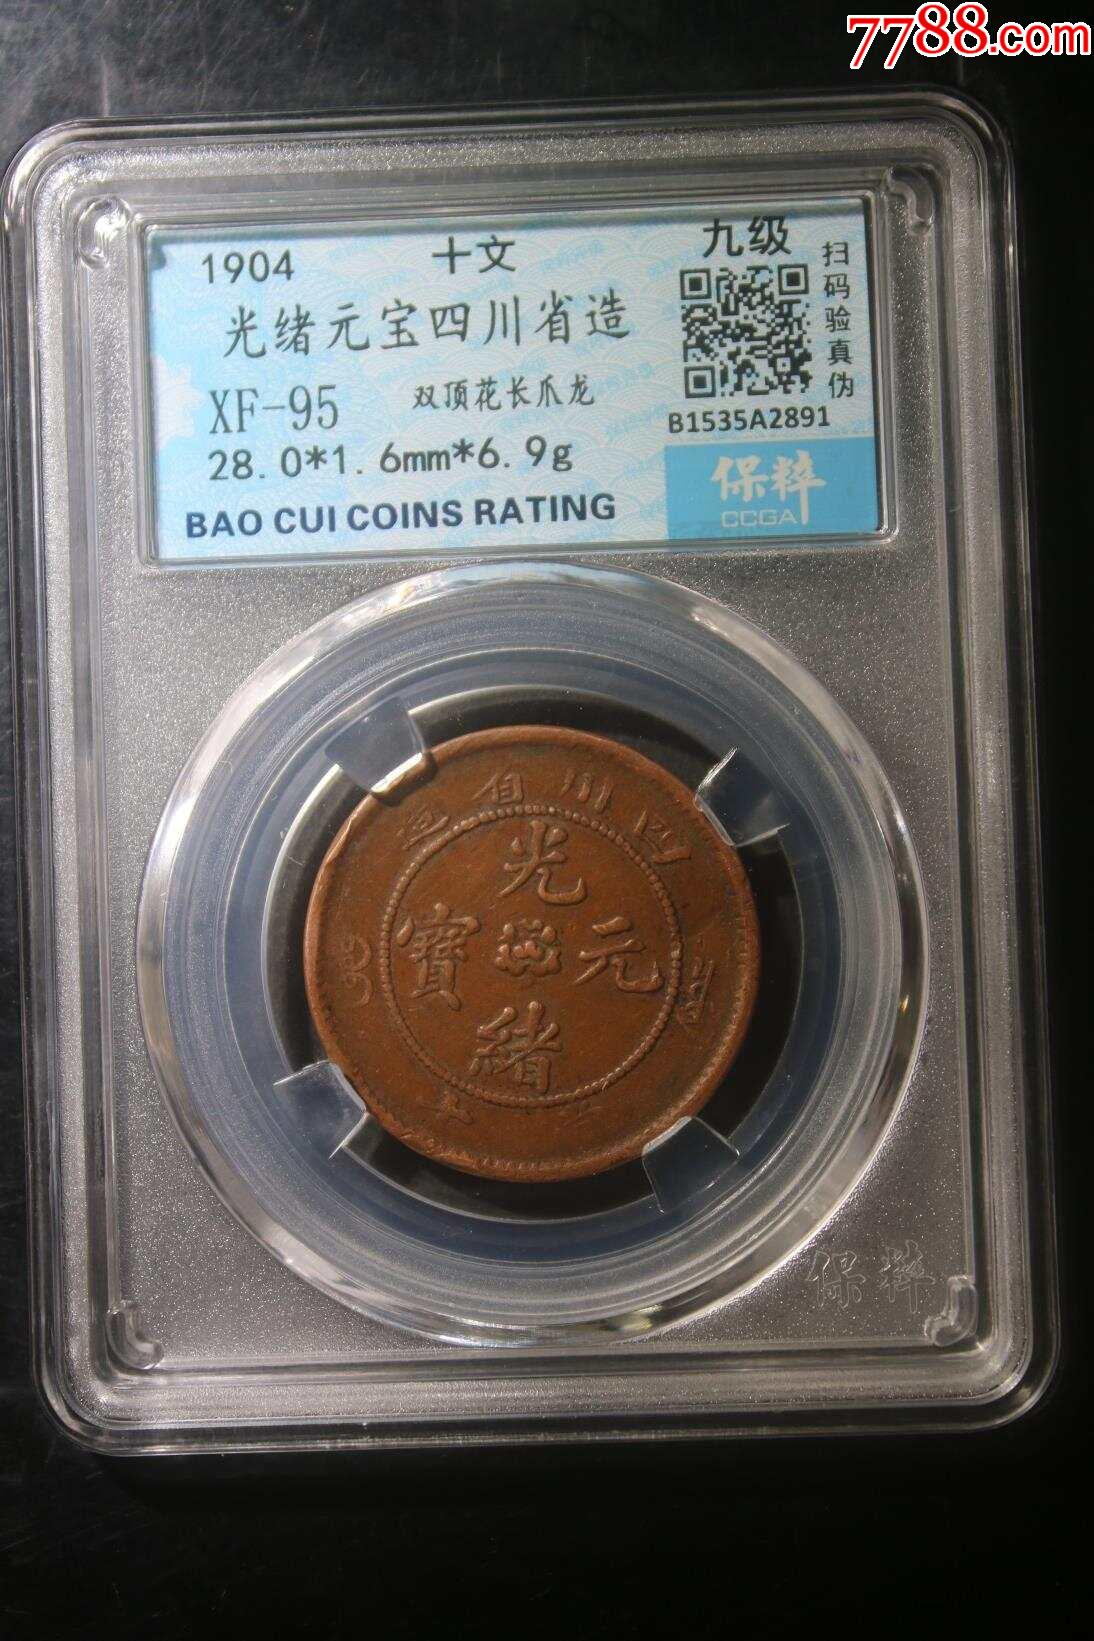 7788.com
1904 十文 九级
光绪元宝四川省造
XF-95 双顶花长爪龙
28.0*1.6mm*6.9g
BAO CUI COINS RATING
扫码验真伪
B1535A2891
保粹
CCGA
造省川四
光
寶 元
緒
保粹